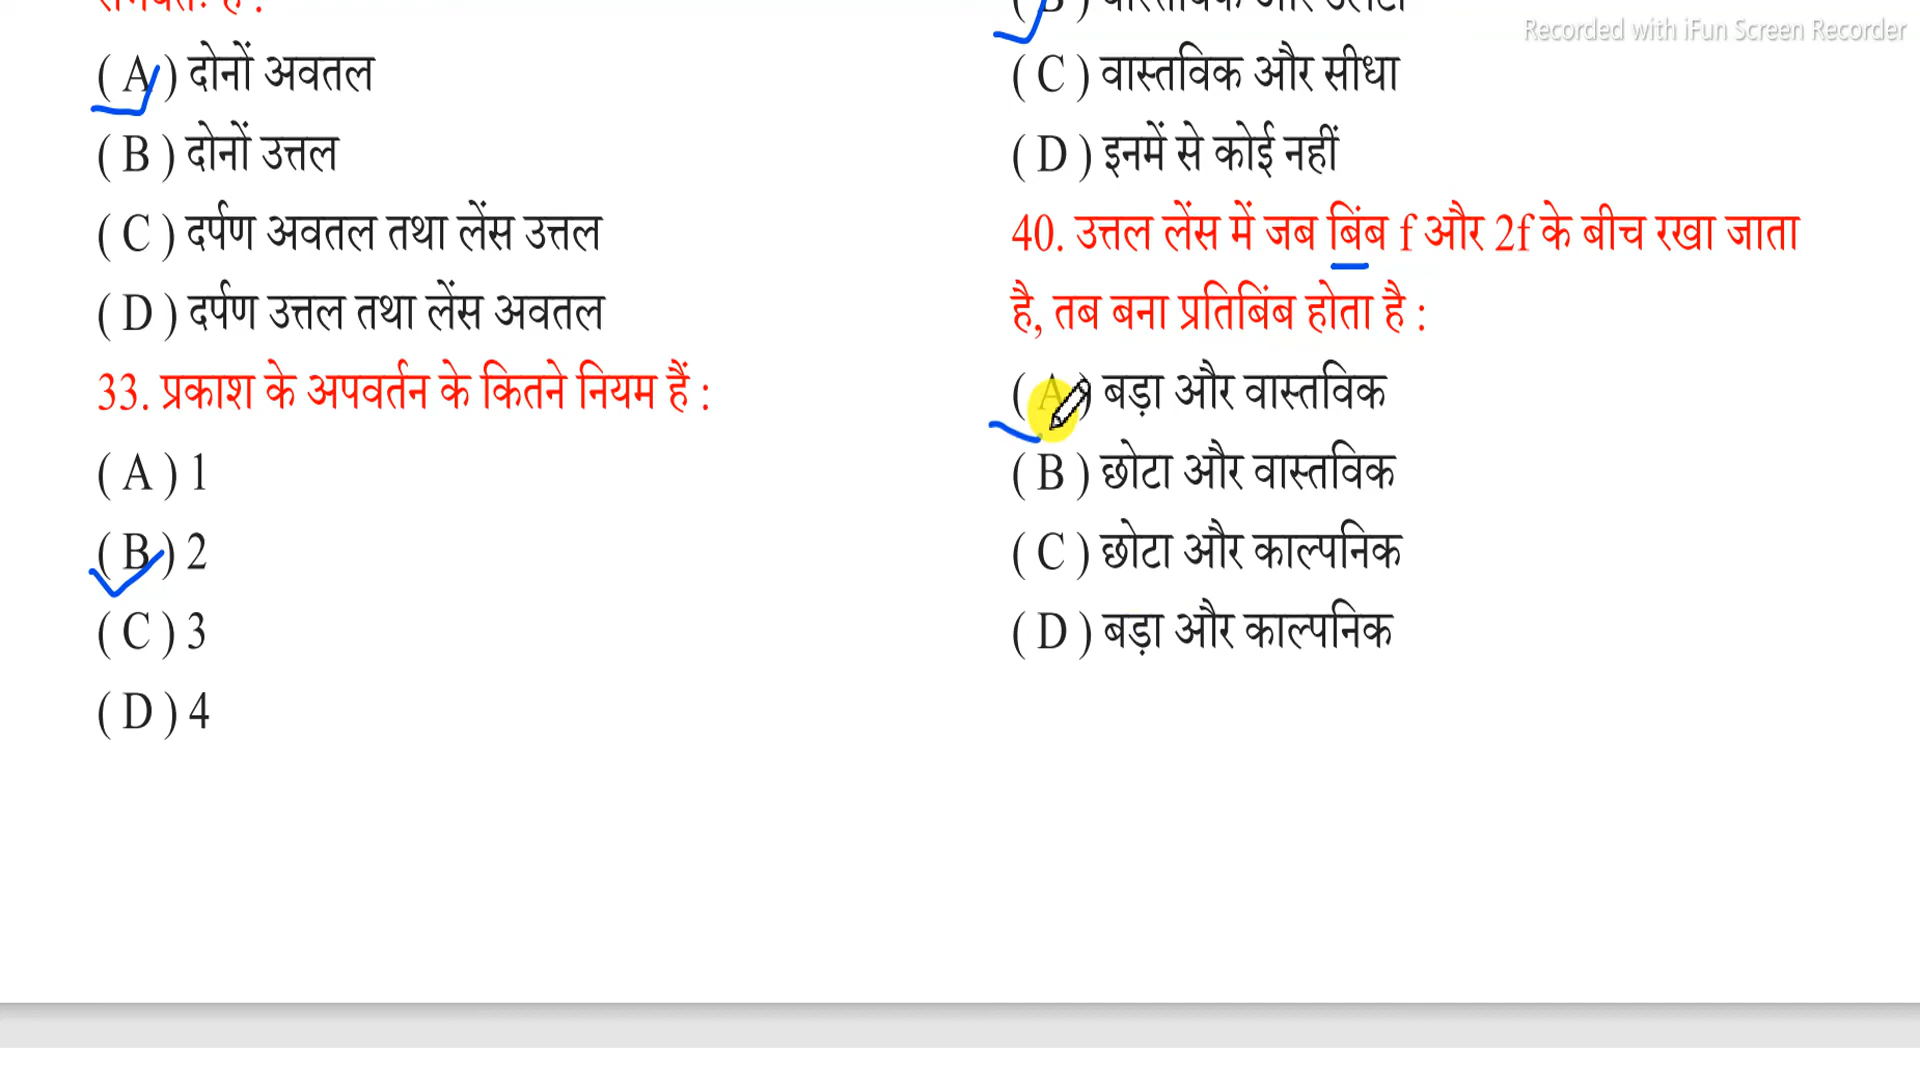 Recorded with iFun Screen Recorder
( A ) दोनों अवतल
( B ) दोनों उत्तल
( C ) दर्पण अवतल तथा लेंस उत्तल
( D ) दर्पण उत्तल तथा लेंस अवतल
33. प्रकाश के अपवर्तन के कितने नियम हैं :
( A ) 1
( B ) 2
( C ) 3
( D ) 4
( C ) वास्तविक और सीधा
( D ) इनमें से कोई नहीं
40. उत्तल लेंस में जब बिंब f और 2f के बीच रखा जाता
है, तब बना प्रतिबिंब होता है :
( A ) बड़ा और वास्तविक
( B ) छोटा और वास्तविक
( C ) छोटा और काल्पनिक
( D ) बड़ा और काल्पनिक